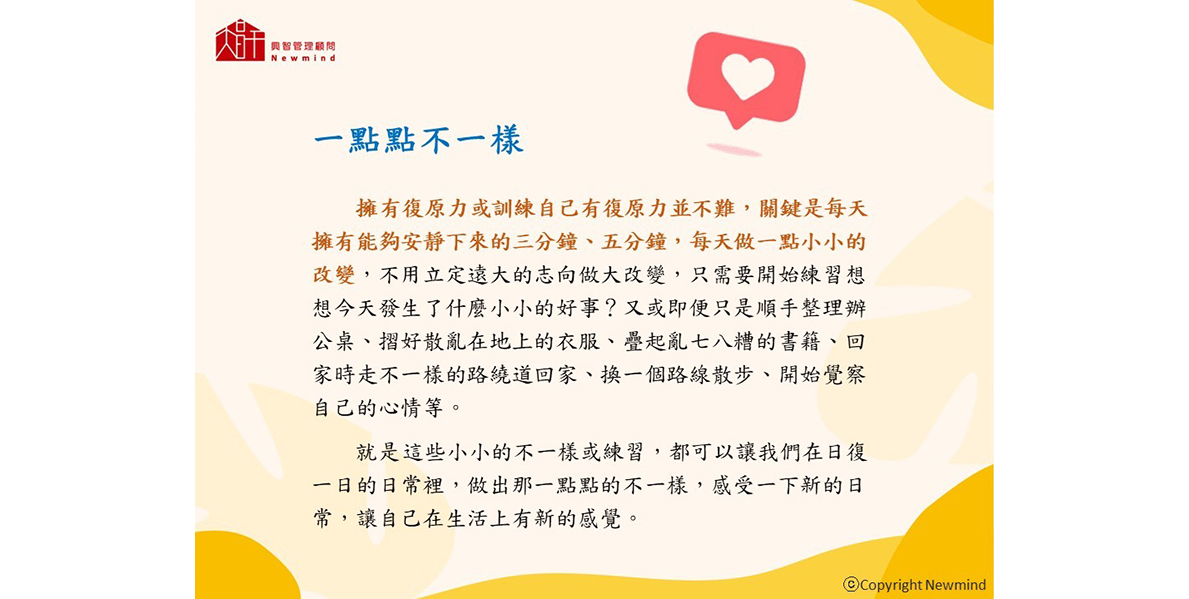 興智管理顧問
Newmind
一點點不一樣
擁有復原力或訓練自己有復原力並不難，關鍵是每天
擁有能夠安靜下來的三分鐘、五分鐘，每天做一點小小的
改變，不用立定遠大的志向做大改變，只需要開始練習想
想今天發生了什麼小小的好事？又或即便只是順手整理辦
公桌、摺好散亂在地上的衣服、疊起亂七八糟的書籍、回
家時走不一樣的路繞道回家、換一個路線散步、開始覺察
自己的心情等。
就是這些小小的不一樣或練習，都可以讓我們在日復
一日的日常裡，做出那一點點的不一樣，感受一下新的日
常，讓自己在生活上有新的感覺。
ⓒCopyright Newmind